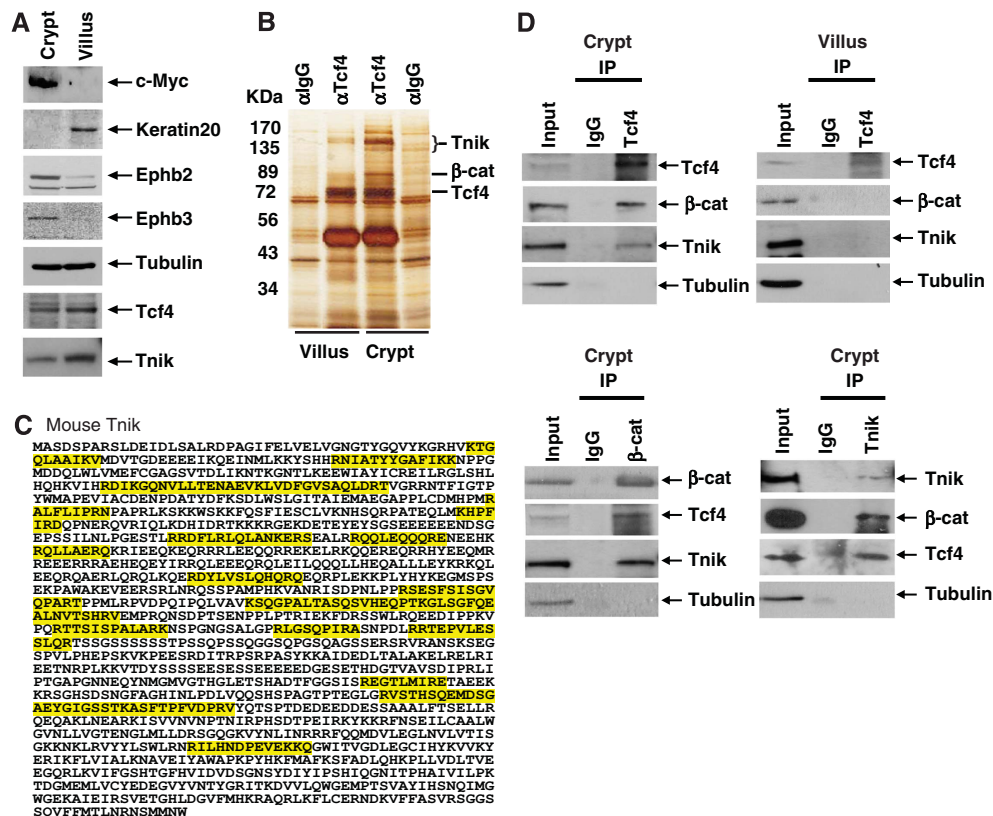 A
Crypt
Villus
c-Myc
Keratin20
Ephb2
Ephb3
Tubulin
Tcf4
Tnik
B
αIgG
αTcf4
αTcf4
αIgG
KDa
170
135
89
72
56
43
34
Tnik
β-cat
Tcf4
Villus
Crypt
C Mouse Tnik
MASDSPARSLDEIDLSALRDPAGIFELVELVGNGTYGQVYKGRHVKTG
QLAAIKVMDVTGDEEEEIKQEINMLKKYSHHRNIATYYGAFIKKNPPG
MDDQLWLVMEFCGAGSVTDLIKNTKGNTLKEEWIAYICREILRGLSHL
HQHKVIHRDIKGQNVLLTENAEVKLVDFGVSAQLDRTVGRRNTFIGTP
YWMAPEVIACDENPDATYDFKSDLWSLGITAIEMAEGAPPLCDMHPMR
ALFLIPRNPAPRLKSKKWSKKFQSFIESCLVKNHSQRPATEQLMKHPF
IRDQPNERQVRIQLKDHIDRTKKKRGEKDETEYEYSGSEEEEEENDSG
EPSSILNLPGESTLRRDFLRLQLANKERSEALRRQQLEQQQRENEEHK
RQLLAERQKRIEEQKEQRRRLEEQQRREKELRKQQEREQRRHYEEQMR
REEERRRAEHEQEYIRRQLEEEQRQLEILQQQLLHEQALLLEYKRKQL
EEQRQAERLQRQLKQERDYLVSLQHQRQEQRPLEKKPLYHYKEGMSPS
EKPAWAKEVEERSRLNRQSSPAMPHKVANRISDPNLPPRSESFSISGV
QPARTPPMLRPVDPQIPQLVAVKSQGPALTASQSVHEQPTKGLSGFQE
ALNVTSHRVEMPRQNSDPTSENPPLPTRIEKFDRSSWLRQEEDIPPKV
PQRTTSISPALARKNSPGNGSALGPRLGSQPIRASNPDLRRTEPVLES
SLQRTSSGSSSSSSTPSSQPSSQGGSQPGSQAGSSERSRVRANSKSEG
SPVLPHEPSKVKPEESRDITRPSRPASYKKAIDEDLTALAKELRELRI
EETNRPLKKVTDYSSSSEESESSEEEEEDGESETHDGTVAVSDIPRLI
PTGAPGNNEQYNMGMVGTHGLETSHADTFGGSISREGTLMIRETAEEK
KRSGHSDSNGFAGHINLPDLVQQSHSPAGTPTEGLGRVSTHSQEMDSG
AEYGIGSSTKASFTPFVDPRVYQTSPTDEDEEDDESSAAALFTSELLR
QEQAKLNEARKISVVNVNPTNIRPHSDTPEIRKYKKRFNSEILCAALW
GVNLLVGTENGLMLLDRSGQGKVYNLINRRRFQQMDVLEGLNVLVTIS
GKKNKLRVYYLSWLRNRILHNDPEVEKKQGWITVGDLEGCIHYKVVKY
ERIKFLVIALKNAVEIYAWAPKPYHKFMAFKSFADLQHKPLLVDLTVE
EGQRLKVIFGSHTGFHVIDVDSGNSYDIYIPSHIQGNITPHAIVILPK
TDGMEMLVCYEDEGVYVNTYGRITKDVVLQWGEMPTSVAYIHSNQIMG
WGEKAIEIRSVETGHLDGVFMHKRAQRLKFLCERNDKVFFASVRSGGS
SQVFFMTLNRNSMMNW
D
Crypt
IP
Input
IgG
Tcf4
Tcf4
β-cat
Tnik
Tubulin
Villus
IP
Input
IgG
Tcf4
Tcf4
β-cat
Tnik
Tubulin
Crypt
IP
Input
IgG
β-cat
β-cat
Tcf4
Tnik
Tubulin
Crypt
IP
Input
IgG
Tnik
Tnik
β-cat
Tcf4
Tubulin